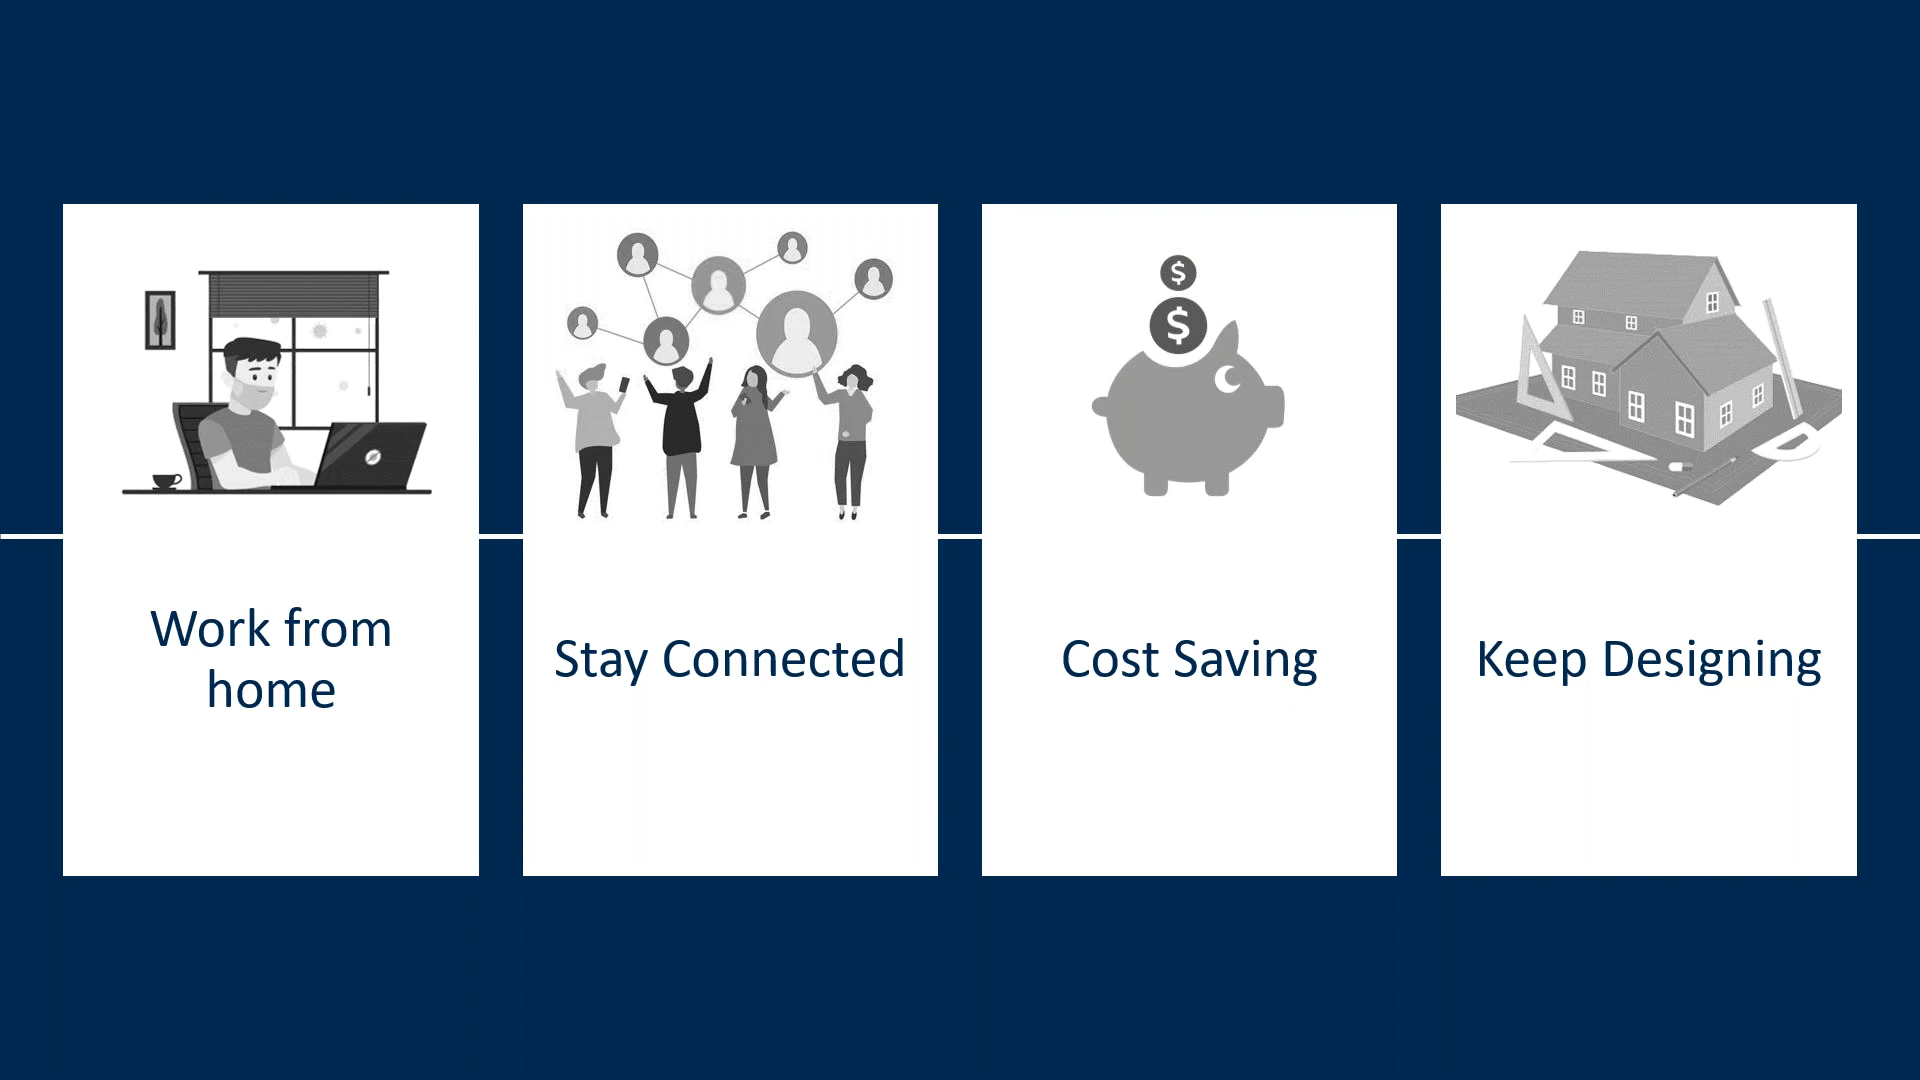 $
$
Work from
home
Stay Connected
Cost Saving
Keep Designing